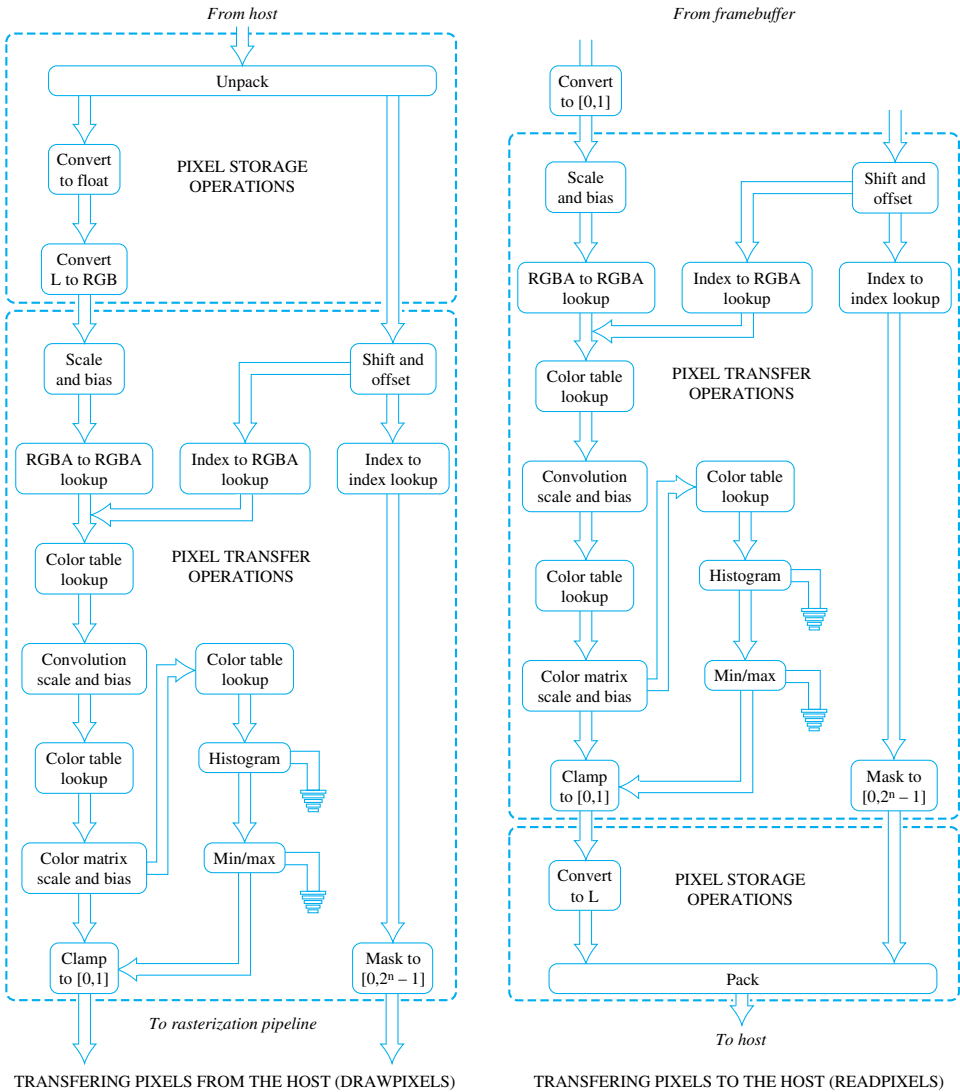 From host
Unpack
Convert
to float
PIXEL STORAGE
OPERATIONS
Convert
L to RGB
Scale
and bias
Shift and
offset
RGBA to RGBA
lookup
Index to RGBA
lookup
Index to
index lookup
Color table
lookup
PIXEL TRANSFER
OPERATIONS
Convolution
scale and bias
Color table
lookup
Color table
lookup
Histogram
Color matrix
scale and bias
Min/max
Clamp
to [0,1]
Mask to
[0,2ⁿ – 1]
To rasterization pipeline
TRANSFERING PIXELS FROM THE HOST (DRAWPIXELS)
From framebuffer
Convert
to [0,1]
Scale
and bias
Shift and
offset
RGBA to RGBA
lookup
Index to RGBA
lookup
Index to
index lookup
Color table
lookup
PIXEL TRANSFER
OPERATIONS
Convolution
scale and bias
Color table
lookup
Color table
lookup
Histogram
Color matrix
scale and bias
Min/max
Clamp
to [0,1]
Mask to
[0,2ⁿ – 1]
Convert
to L
PIXEL STORAGE
OPERATIONS
Pack
To host
TRANSFERING PIXELS TO THE HOST (READPIXELS)